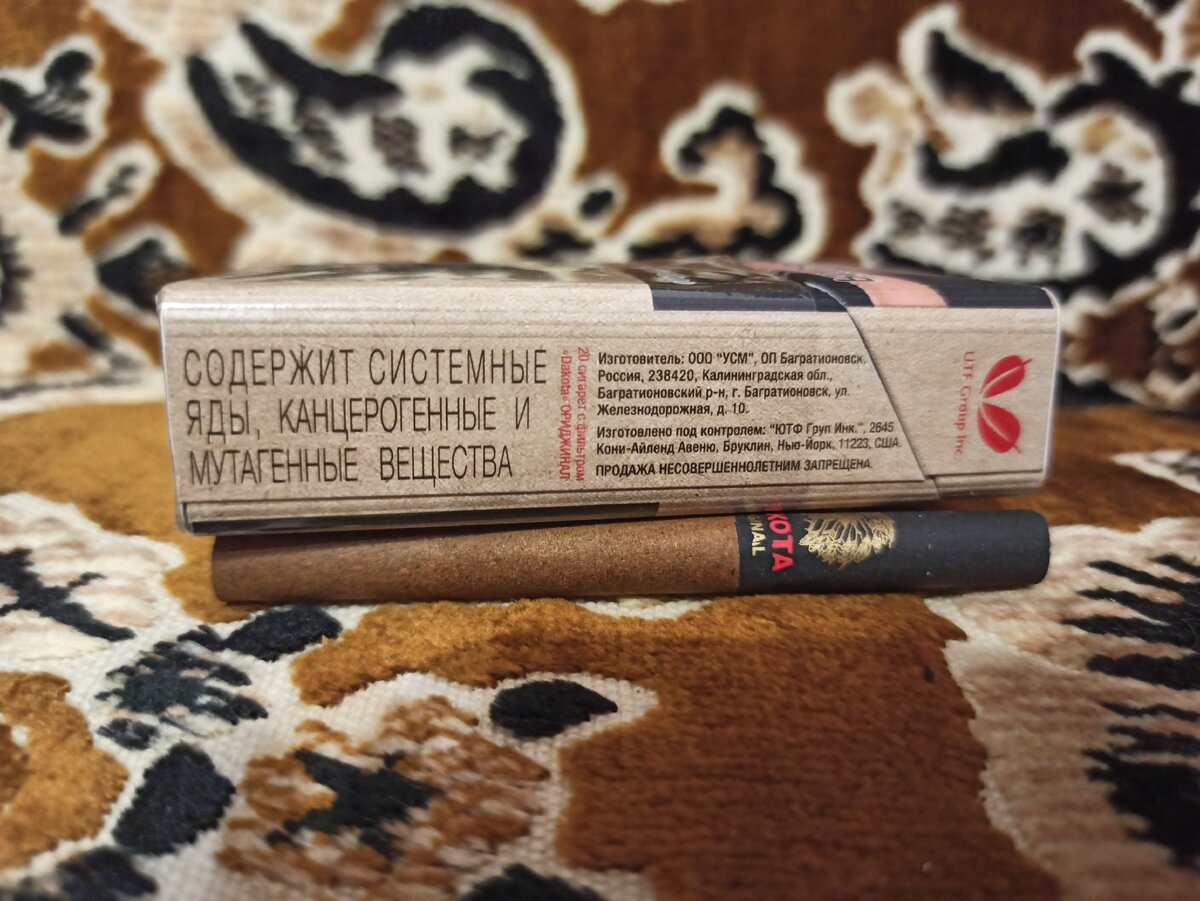 СОДЕРЖИТ СИСТЕМНЫЕ
ЯДЫ, КАНЦЕРОГЕННЫЕ И
МУТАГЕННЫЕ ВЕЩЕСТВА
20 сигарет с фильтром
«Dakota» ОРИДЖИНАЛ
Изготовитель: ООО "УСМ", ОП Багратионовск,
Россия, 238420, Калининградская обл.,
Багратионовский р-н, г. Багратионовск, ул.
Железнодорожная, д. 10.
Изготовлено под контролем: "ЮТФ Груп Инк.", 2645
Кони-Айленд Авеню, Бруклин, Нью-Йорк, 11223, США.
ПРОДАЖА НЕСОВЕРШЕННОЛЕТНИМ ЗАПРЕЩЕНА.
UTF Group Inc.
KOTA
INAL